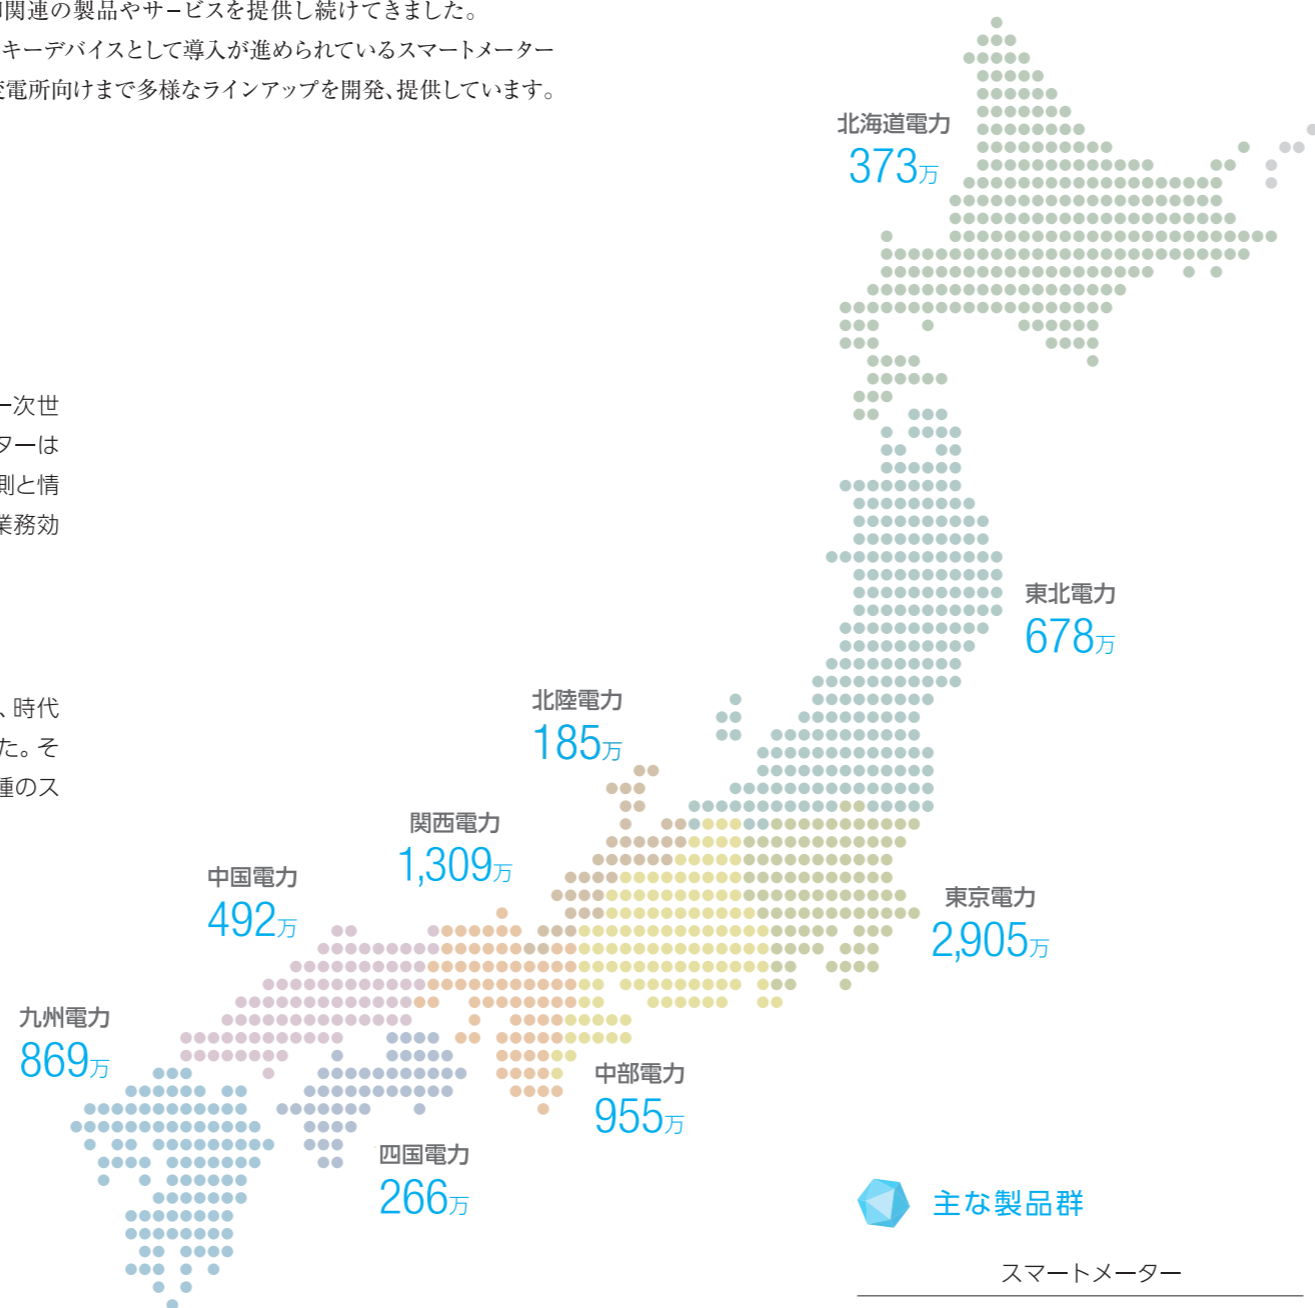 関連の製品やサービスを提供し続けてきました。
キーデバイスとして導入が進められているスマートメーター
変電所向けまで多様なラインアップを開発、提供しています。
北海道電力
373万
一次世
ターは
測と情
業務効
東北電力
678万
、時代
た。そ
種のス
北陸電力
185万
関西電力
1,309万
中国電力
492万
東京電力
2,905万
九州電力
869万
中部電力
955万
四国電力
266万
主な製品群
スマートメーター